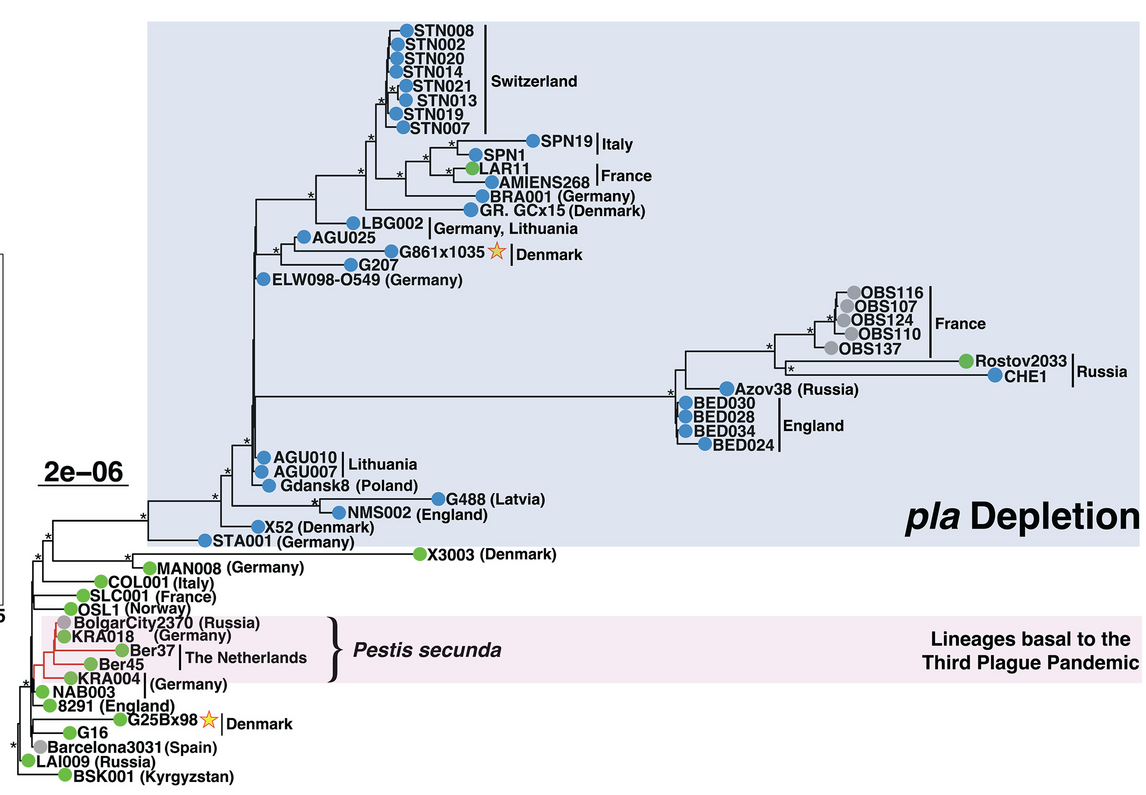 STN008
STN002
STN020
STN014
STN021
* STN013
STN019
* STN007
Switzerland
* SPN19 Italy
* * SPN1
LAR11
* AMIENS268 France
* * BRA001 (Germany)
GR. GCx15 (Denmark)
* LBG002 Germany, Lithuania
AGU025
* G861x1035 Denmark
G207
ELW098-O549 (Germany)
OBS116
OBS107
* OBS124
* OBS110
* OBS137
France
Rostov2033
* CHE1
Russia
* Azov38 (Russia)
BED030
BED028
BED034
BED024
England
* AGU010
AGU007
Lithuania
* Gdansk8 (Poland)
2e−06
* * G488 (Latvia)
NMS002 (England)
* X52 (Denmark)
STA001 (Germany)
pla Depletion
* * X3003 (Denmark)
MAN008 (Germany)
COL001 (Italy)
SLC001 (France)
OSL1 (Norway)
5
BolgarCity2370 (Russia)
KRA018 (Germany)
Ber37
Ber45
The Netherlands
KRA004
Pestis secunda
Lineages basal to the
Third Plague Pandemic
* NAB003 (Germany)
8291 (England)
G25Bx98 Denmark
G16
* Barcelona3031 (Spain)
LAI009 (Russia)
BSK001 (Kyrgyzstan)